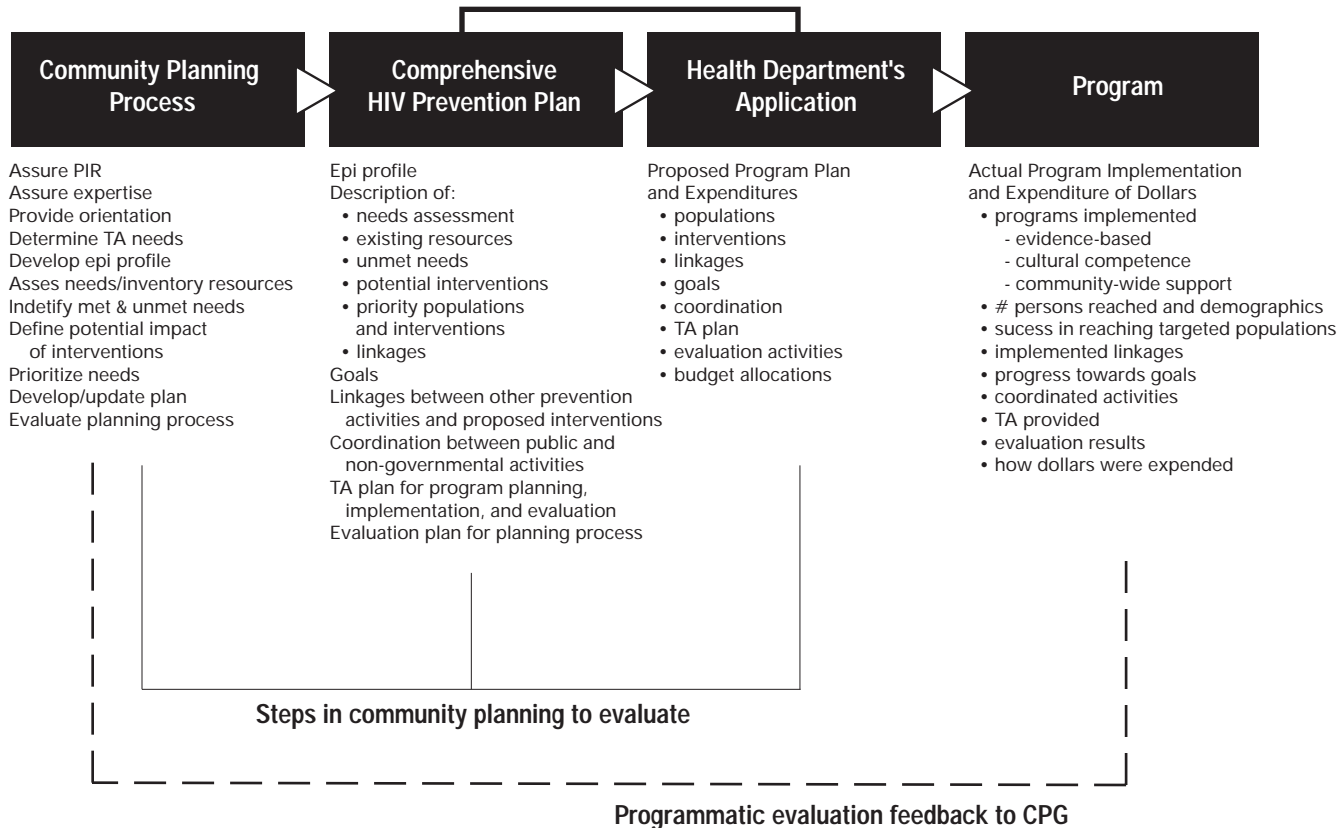 Community Planning
Process
Comprehensive
HIV Prevention Plan
Health Department's
Application
Program
Assure PIR
Assure expertise
Provide orientation
Determine TA needs
Develop epi profile
Asses needs/inventory resources
Indetify met & unmet needs
Define potential impact
of interventions
Prioritize needs
Develop/update plan
Evaluate planning process
Epi profile
Description of:
• needs assessment
• existing resources
• unmet needs
• potential interventions
• priority populations
and interventions
• linkages
Goals
Linkages between other prevention
activities and proposed interventions
Coordination between public and
non-governmental activities
TA plan for program planning,
implementation, and evaluation
Evaluation plan for planning process
Proposed Program Plan
and Expenditures
• populations
• interventions
• linkages
• goals
• coordination
• TA plan
• evaluation activities
• budget allocations
Actual Program Implementation
and Expenditure of Dollars
• programs implemented
- evidence-based
- cultural competence
- community-wide support
• # persons reached and demographics
• sucess in reaching targeted populations
• implemented linkages
• progress towards goals
• coordinated activities
• TA provided
• evaluation results
• how dollars were expended
Steps in community planning to evaluate
Programmatic evaluation feedback to CPG